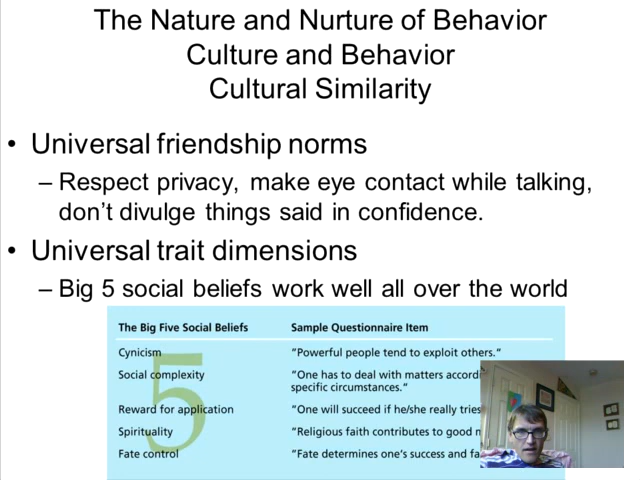 The Nature and Nurture of Behavior
Culture and Behavior
Cultural Similarity
• Universal friendship norms
– Respect privacy, make eye contact while talking,
don't divulge things said in confidence.
• Universal trait dimensions
– Big 5 social beliefs work well all over the world
5
The Big Five Social Beliefs Sample Questionnaire Item
Cynicism "Powerful people tend to exploit others."
Social complexity "One has to deal with matters
specific circumstances."
Reward for application "One will succeed if he/she really
Spirituality "Religious faith contributes to good
Fate control "Fate determines one's success and